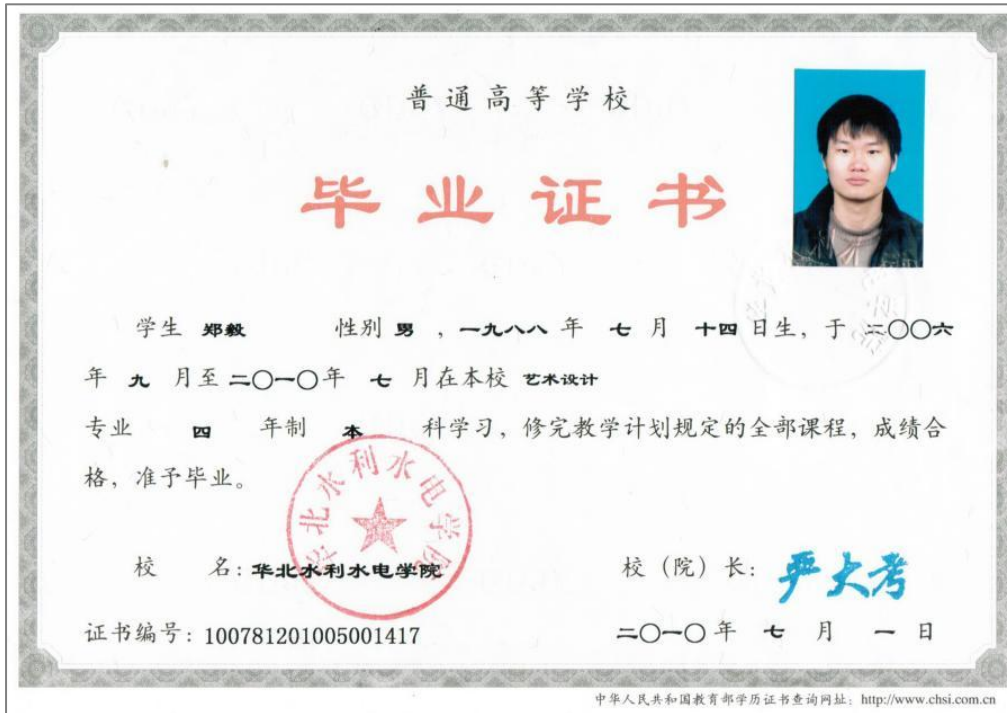 普通高等学校
毕业证书
学生 郑毅 性别 男 ，一九八八 年 七 月 十四 日生，于 二〇〇六
年 九 月至 二〇一〇 年 七 月在本校 艺术设计
专业 四 年制 本 科学习，修完教学计划规定的全部课程，成绩合
格，准予毕业。
华北水利水电学院
校 名：华北水利水电学院 校（院）长：严大考
证书编号：100781201005001417 二〇一〇 年 七 月 一 日
中华人民共和国教育部学历证书查询网址：http://www.chsi.com.cn